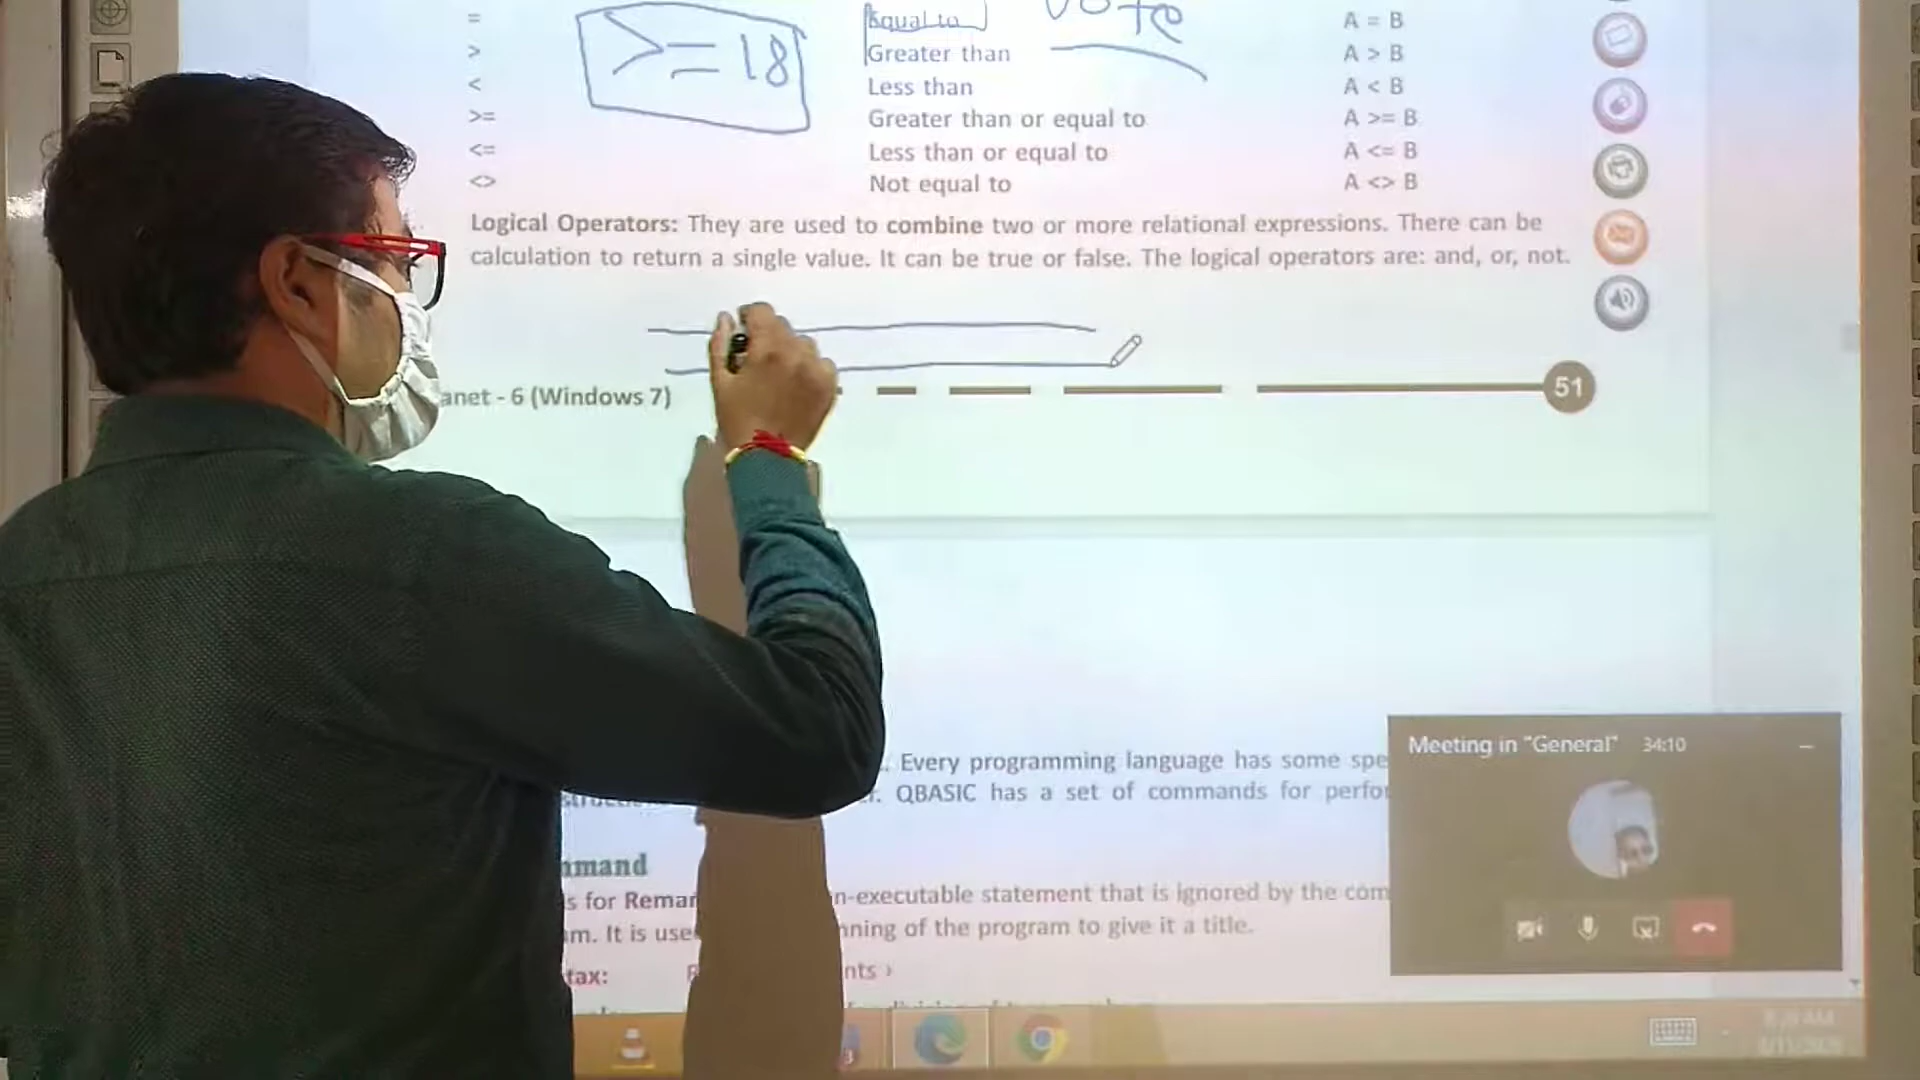 = Equal to A = B
vote
>= 18
> Greater than A > B
< Less than A < B
>= Greater than or equal to A >= B
<= Less than or equal to A <= B
<> Not equal to A <> B
Logical Operators: They are used to combine two or more relational expressions. There can be
calculation to return a single value. It can be true or false. The logical operators are: and, or, not.
anet - 6 (Windows 7) 51
Every programming language has some spe
QBASIC has a set of commands for perfor
mmand
s for Remar n-executable statement that is ignored by the com
m. It is use nning of the program to give it a title.
tax: nts ›
Meeting in "General" 34:10